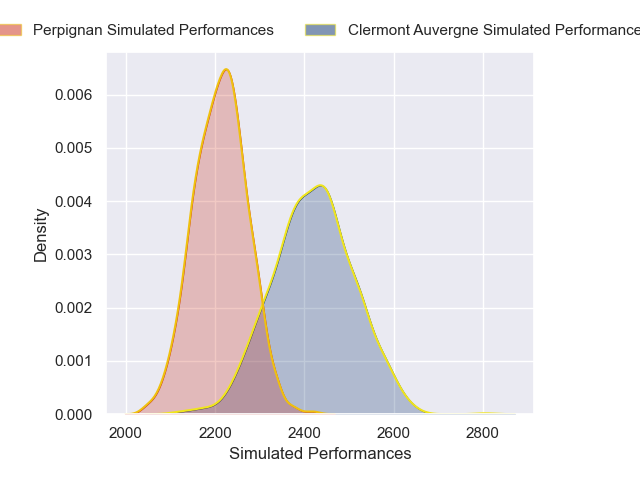 Perpignan Simulated Performances
Clermont Auvergne Simulated Performance
0.006
0.005
0.004
0.003
0.002
0.001
0.000
Density
2000 2200 2400 2600 2800
Simulated Performances